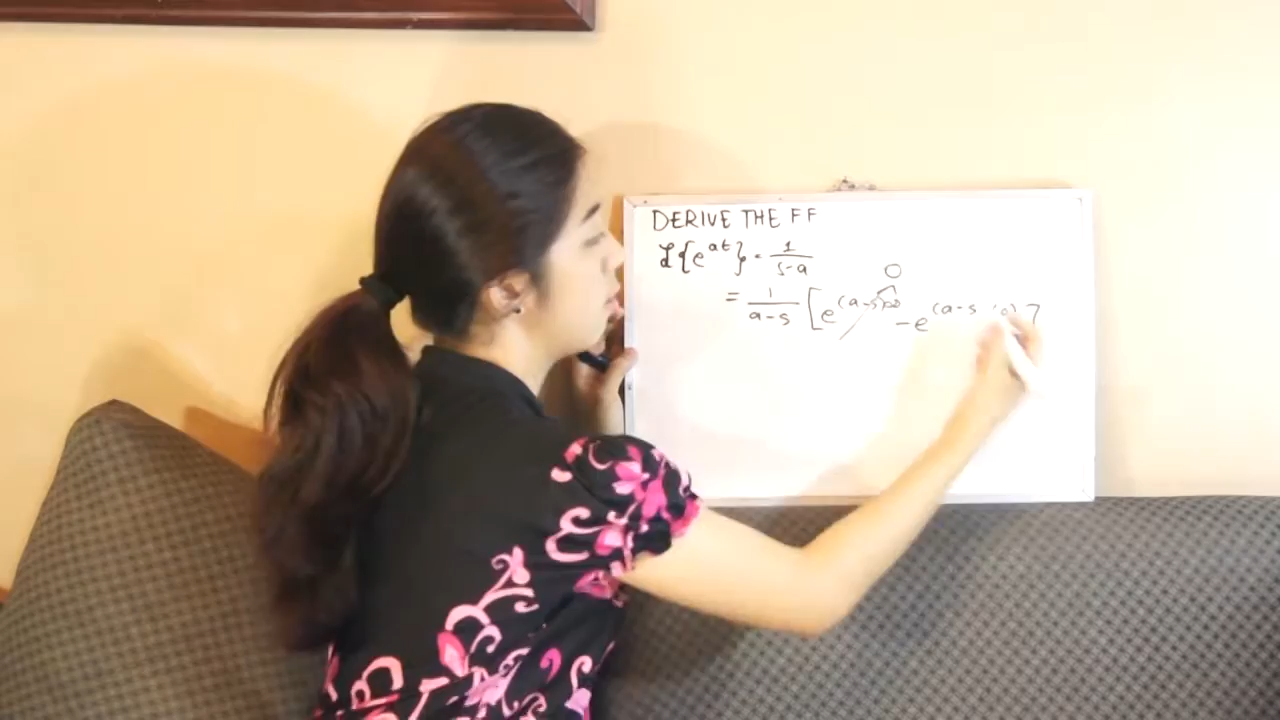 DERIVE THE FF
ℒ{e^{at}} = 1/(s-a)
0
= 1/(a-s) [e^{(a-s)∞} - e^{(a-s)(0)}]